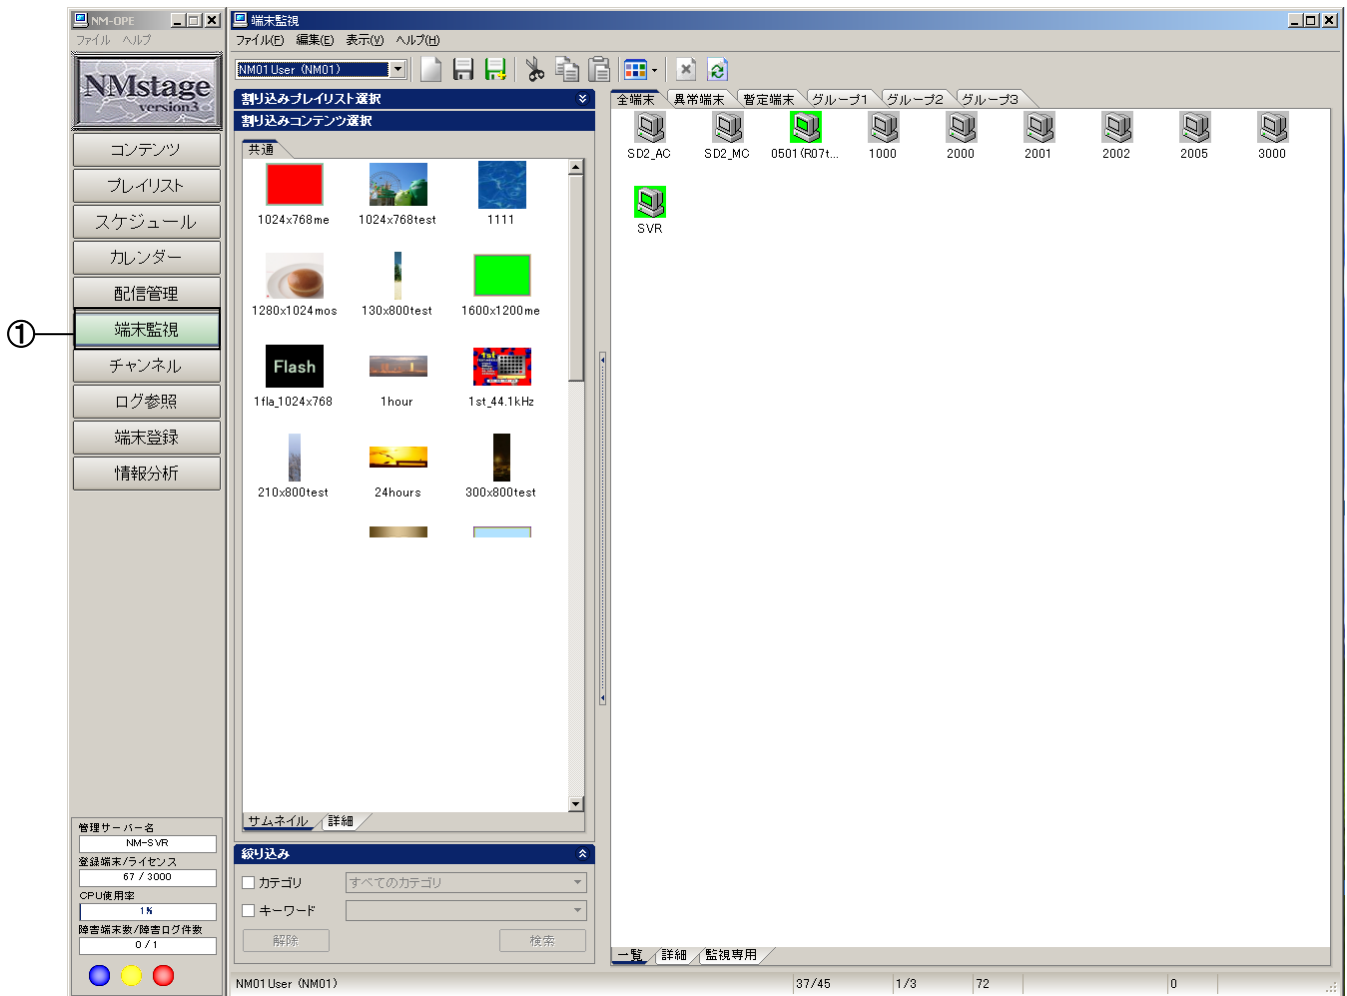 NM-OPE
ファイル ヘルプ
NMstage
version3
コンテンツ
プレイリスト
スケジュール
カレンダー
配信管理
①
端末監視
チャンネル
ログ参照
端末登録
情報分析
管理サーバー名
NM-SVR
登録端末/ライセンス
67 / 3000
CPU使用率
1%
障害端末数/障害ログ件数
0 / 1
端末監視
ファイル(F) 編集(E) 表示(V) ヘルプ(H)
NM01User (NM01)
割り込みプレイリスト選択
割り込みコンテンツ選択
共通
1024x768me 1024x768test 1111
1280x1024mos 130x800test 1600x1200me
Flash
1st
1fla_1024x768 1hour 1st_44.1kHz
210x800test 24hours 300x800test
サムネイル 詳細
絞り込み
カテゴリ すべてのカテゴリ
キーワード
解除 検索
全端末 異常端末 暫定端末 グループ1 グループ2 グループ3
SD2_AC SD2_MC 0501(R07t... 1000 2000 2001 2002 2005 3000
SVR
一覧 詳細 監視専用
NM01User (NM01) 37/45 1/3 72 0